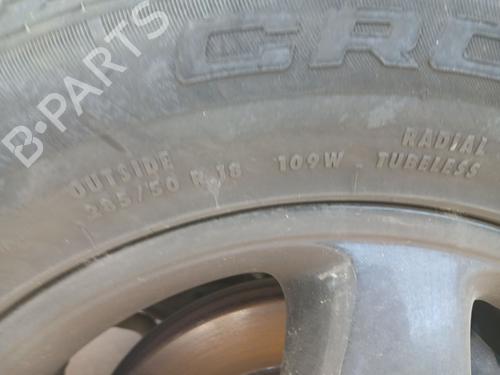 B-PARTS
CRO
OUTSIDE
285/50 R 18 109W
RADIAL
TUBELESS